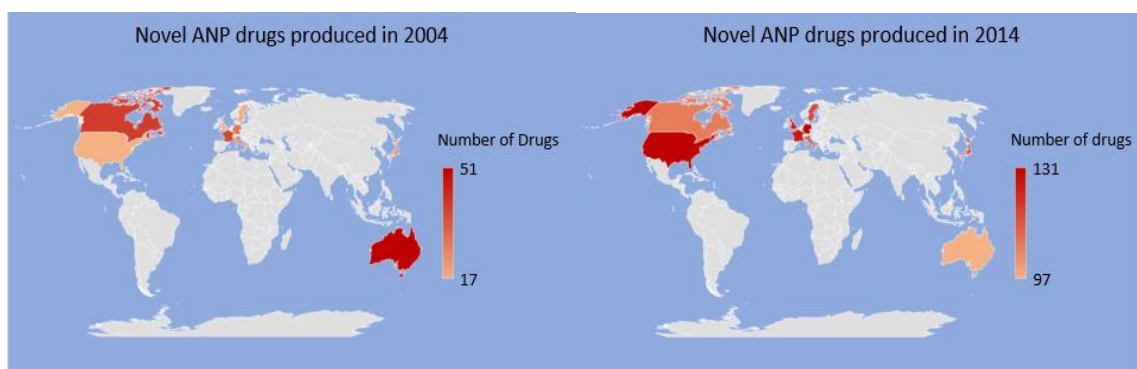 Novel ANP drugs produced in 2004
Number of Drugs
51
17
Novel ANP drugs produced in 2014
Number of drugs
131
97